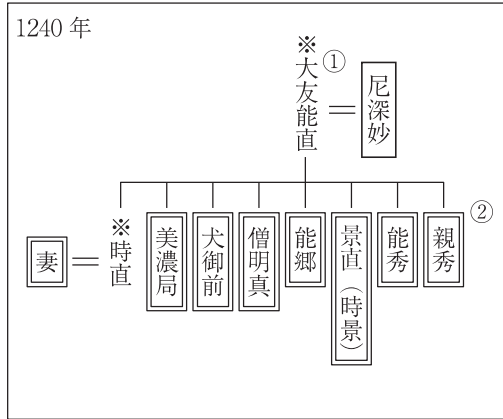 1240年
※大友能直
①
尼深妙
②
親秀
能秀
景直(時景)
能郷
僧明真
犬御前
美濃局
※時直
妻